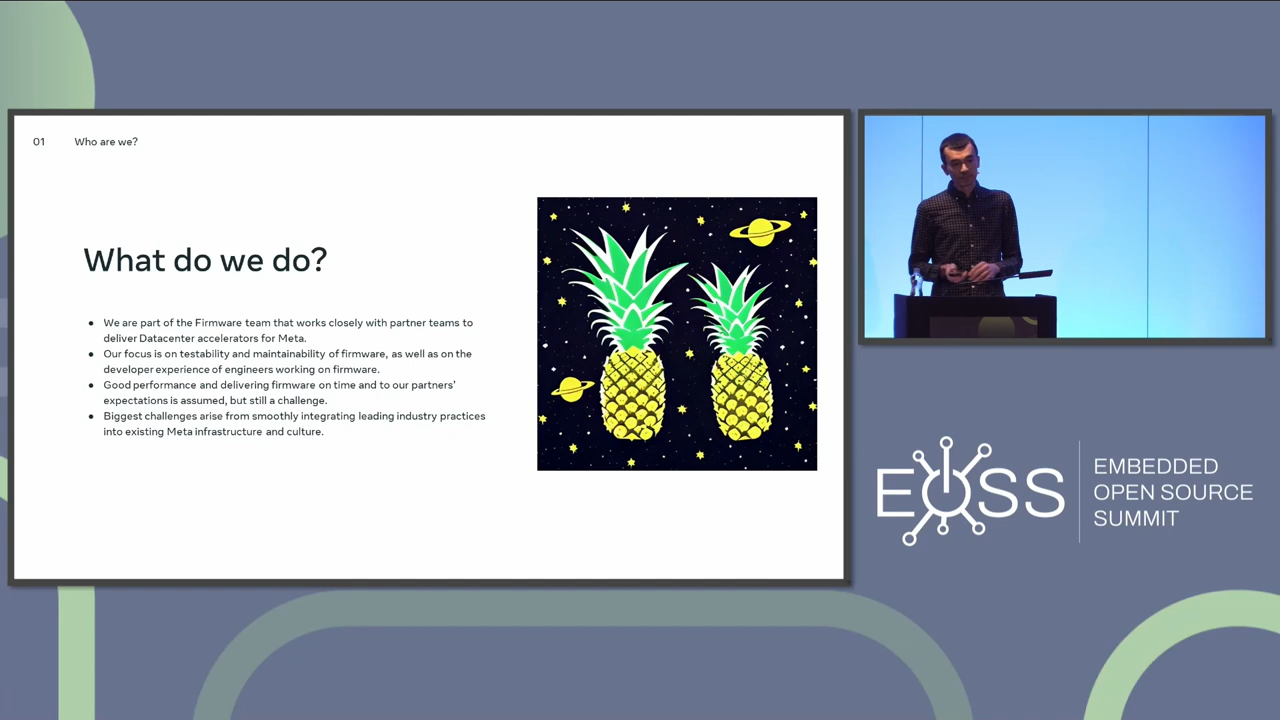 01 Who are we?
What do we do?
● We are part of the Firmware team that works closely with partner teams to
deliver Datacenter accelerators for Meta.
● Our focus is on testability and maintainability of firmware, as well as on the
developer experience of engineers working on firmware.
● Good performance and delivering firmware on time and to our partners’
expectations is assumed, but still a challenge.
● Biggest challenges arise from smoothly integrating leading industry practices
into existing Meta infrastructure and culture.
EOSS
EMBEDDED
OPEN SOURCE
SUMMIT